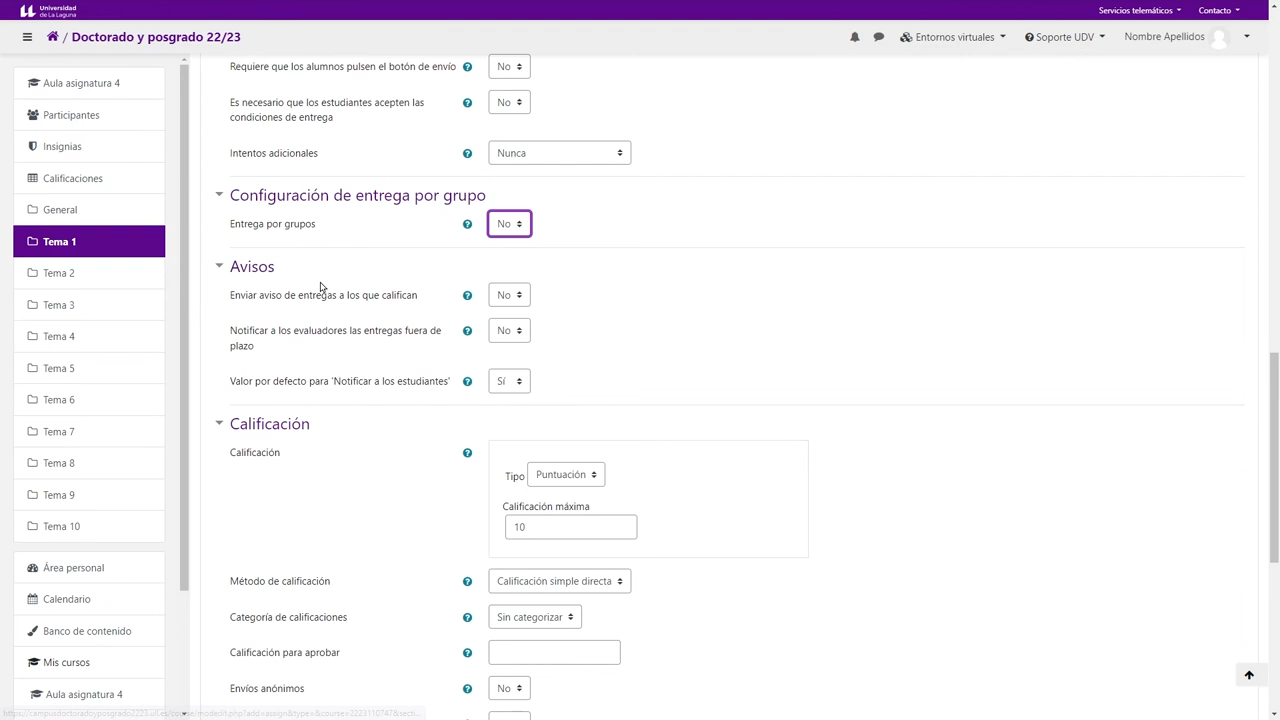 Universidad
de La Laguna
Servicios telemáticos
Contacto
/ Doctorado y posgrado 22/23
Entornos virtuales
Soporte UDV
Nombre Apellidos
Aula asignatura 4
Participantes
Insignias
Calificaciones
General
Tema 1
Tema 2
Tema 3
Tema 4
Tema 5
Tema 6
Tema 7
Tema 8
Tema 9
Tema 10
Área personal
Calendario
Banco de contenido
Mis cursos
Aula asignatura 4
Requiere que los alumnos pulsen el botón de envío No
Es necesario que los estudiantes acepten las No
condiciones de entrega
Intentos adicionales Nunca
Configuración de entrega por grupo
Entrega por grupos No
Avisos
Enviar aviso de entregas a los que califican No
Notificar a los evaluadores las entregas fuera de No
plazo
Valor por defecto para 'Notificar a los estudiantes' Sí
Calificación
Calificación
Tipo Puntuación
Calificación máxima
10
Método de calificación Calificación simple directa
Categoría de calificaciones Sin categorizar
Calificación para aprobar
Envíos anónimos No